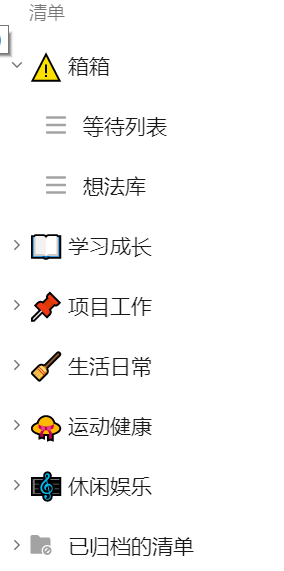 清单
箱箱
等待列表
想法库
学习成长
项目工作
生活日常
运动健康
休闲娱乐
已归档的清单